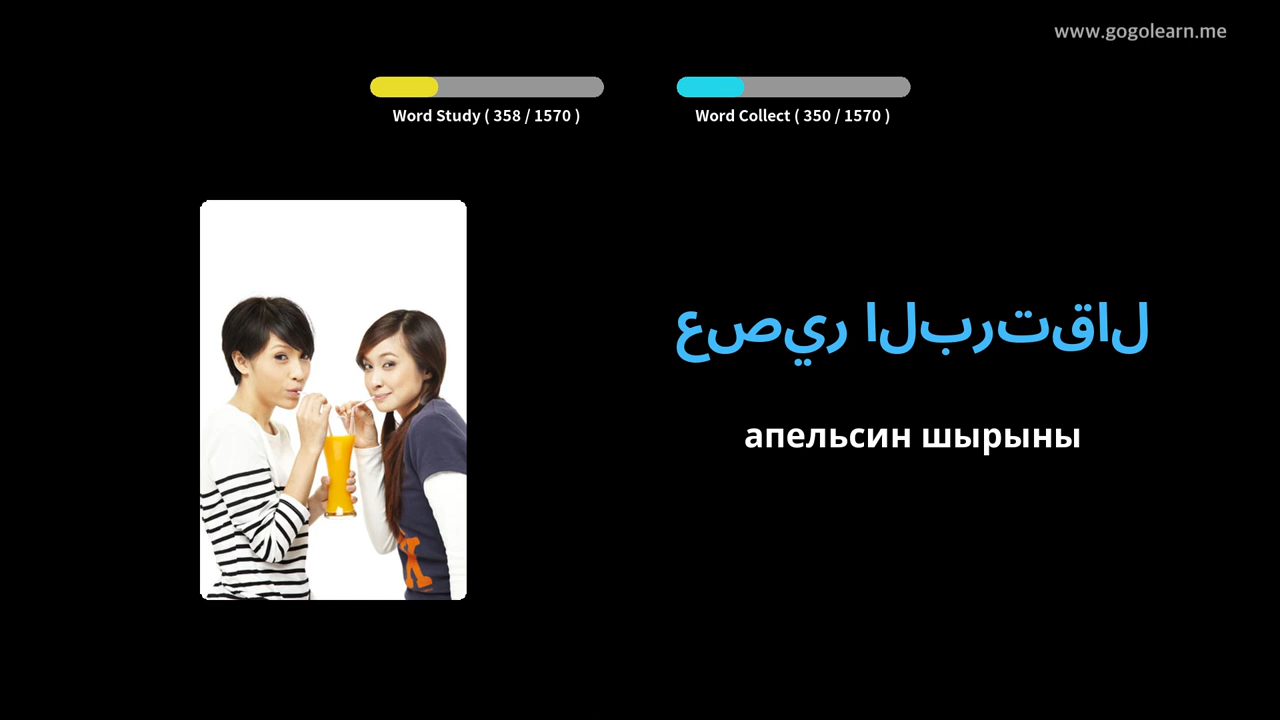 www.gogolearn.me
Word Study ( 358 / 1570 )
Word Collect ( 350 / 1570 )
عصير البرتقال
апельсин шырыны